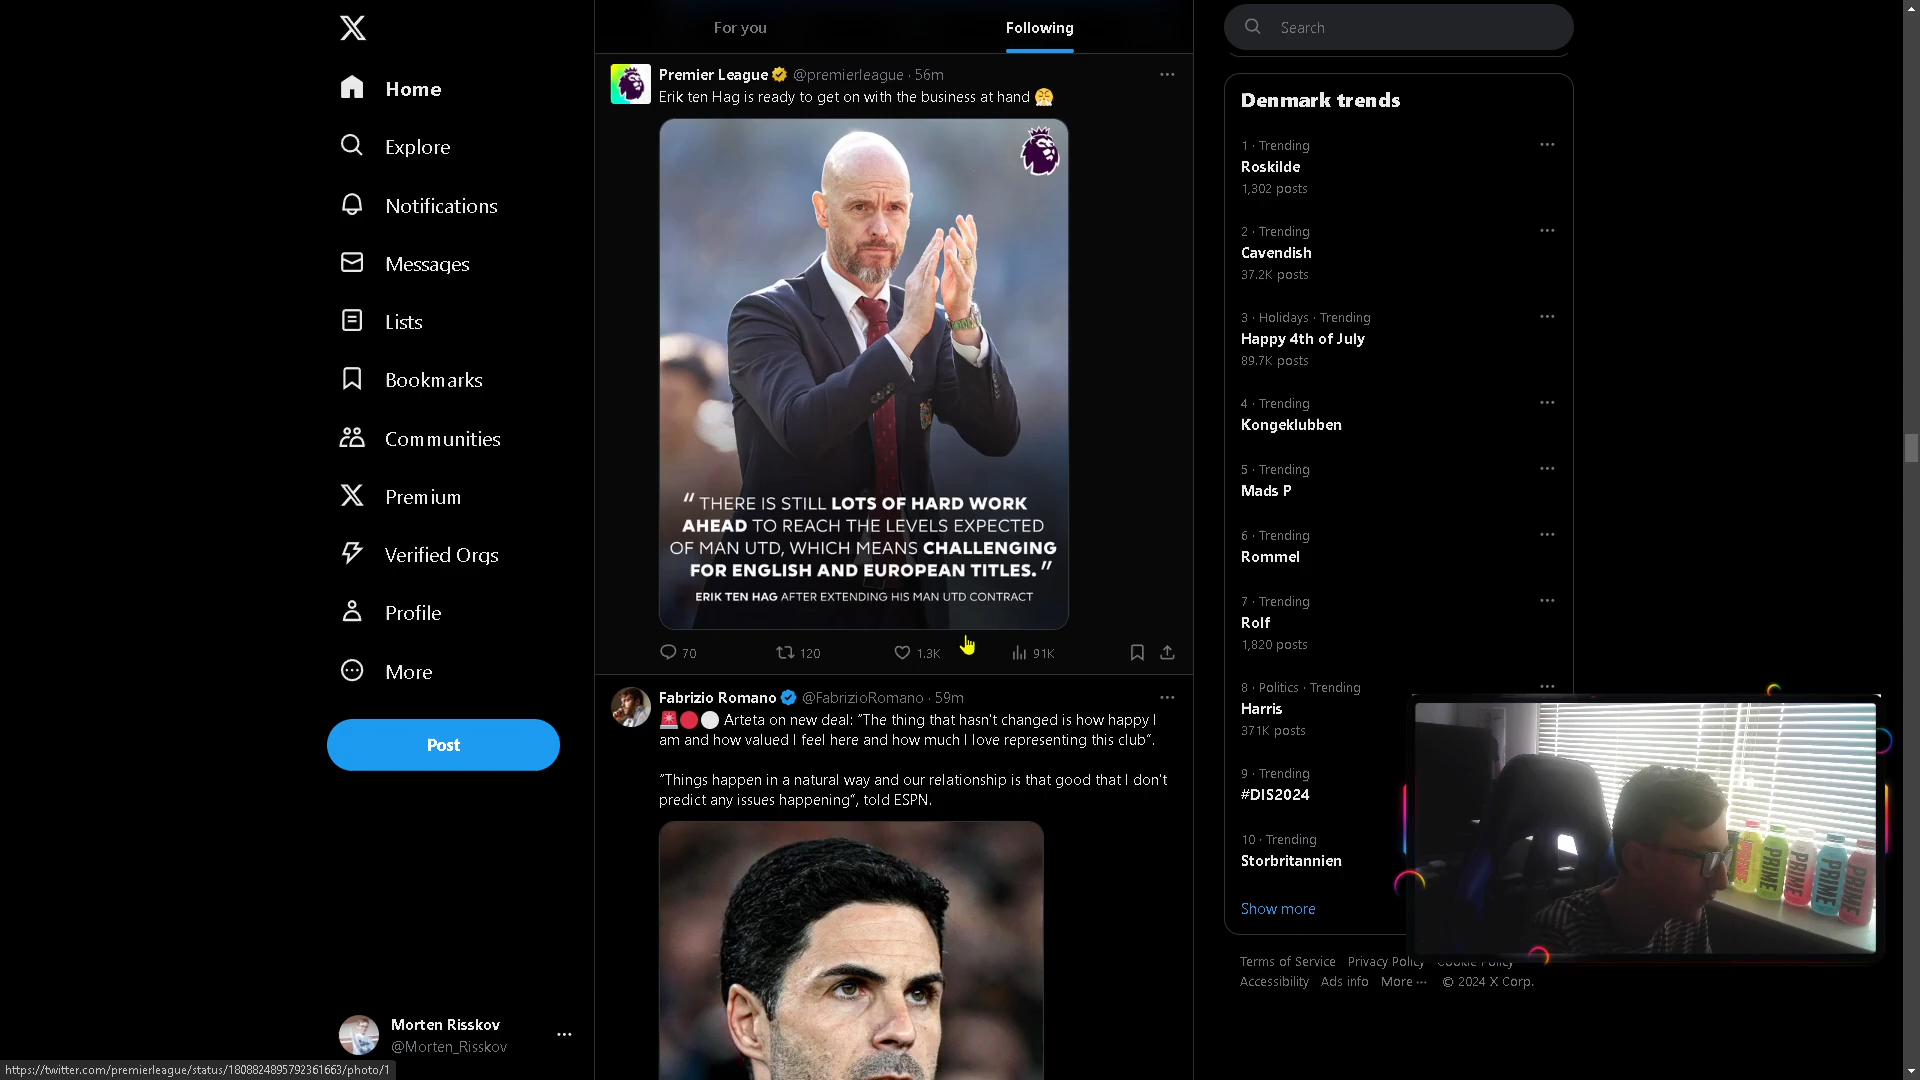 For you
Following
Search
Home
Explore
Notifications
Messages
Lists
Bookmarks
Communities
Premium
Verified Orgs
Profile
More
Post
Morten Risskov
@Morten_Risskov
https://twitter.com/premierleague/status/1808824895792361663/photo/1
Premier League @premierleague · 56m
Erik ten Hag is ready to get on with the business at hand 😤
“THERE IS STILL LOTS OF HARD WORK
AHEAD TO REACH THE LEVELS EXPECTED
OF MAN UTD, WHICH MEANS CHALLENGING
FOR ENGLISH AND EUROPEAN TITLES.”
ERIK TEN HAG AFTER EXTENDING HIS MAN UTD CONTRACT
70 120 1.3K 91K
Fabrizio Romano @FabrizioRomano · 59m
🚨🔴⚪ Arteta on new deal: “The thing that hasn't changed is how happy I
am and how valued I feel here and how much I love representing this club”.
“Things happen in a natural way and our relationship is that good that I don't
predict any issues happening”, told ESPN.
Denmark trends
1 · Trending
Roskilde
1,302 posts
2 · Trending
Cavendish
37.2K posts
3 · Holidays · Trending
Happy 4th of July
89.7K posts
4 · Trending
Kongeklubben
5 · Trending
Mads P
6 · Trending
Rommel
7 · Trending
Rolf
1,820 posts
8 · Politics · Trending
Harris
371K posts
9 · Trending
#DIS2024
10 · Trending
Storbritannien
Show more
Terms of Service Privacy Policy Cookie Policy
Accessibility Ads info More ··· © 2024 X Corp.
PRIME PRIME PRIME PRIME PRIME